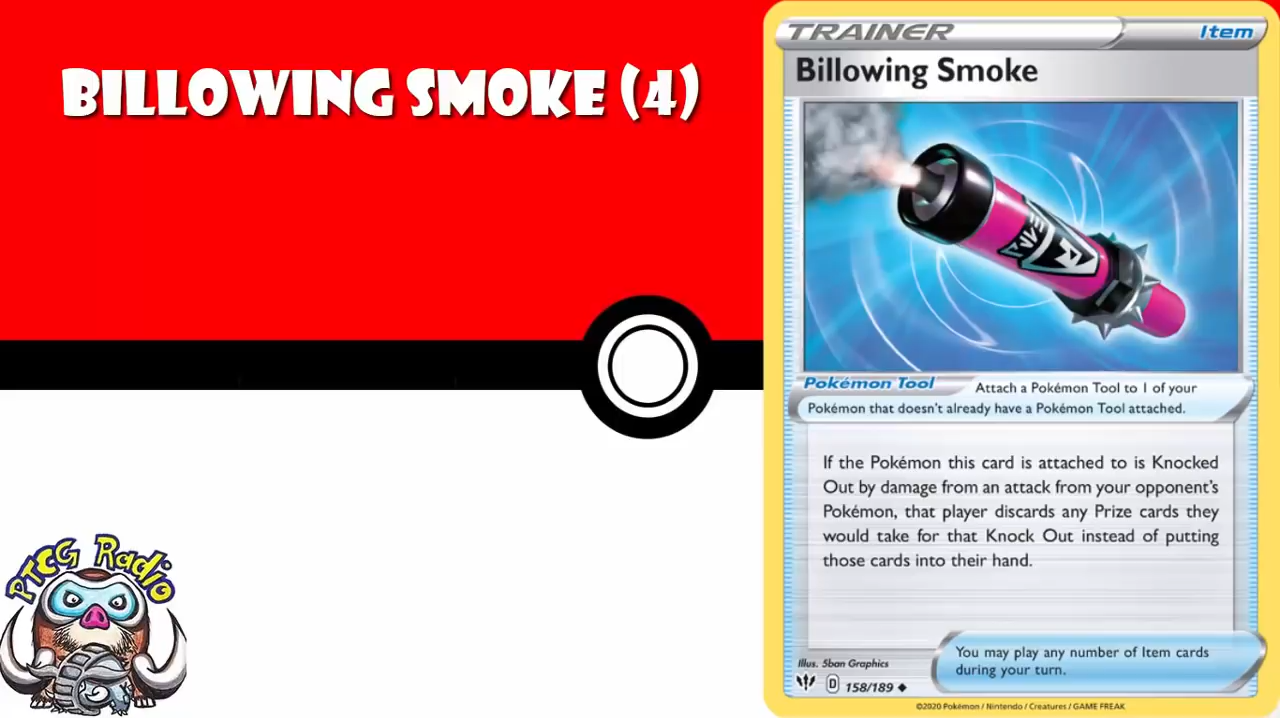 BILLOWING SMOKE (4)
PTCG Radio
TRAINER
Item
Billowing Smoke
Pokémon Tool
Attach a Pokémon Tool to 1 of your
Pokémon that doesn't already have a Pokémon Tool attached.
If the Pokémon this card is attached to is Knocked
Out by damage from an attack from your opponent's
Pokémon, that player discards any Prize cards they
would take for that Knock Out instead of putting
those cards into their hand.
You may play any number of Item cards
during your turn.
Illus. 5ban Graphics
D 158/189
©2020 Pokémon / Nintendo / Creatures / GAME FREAK